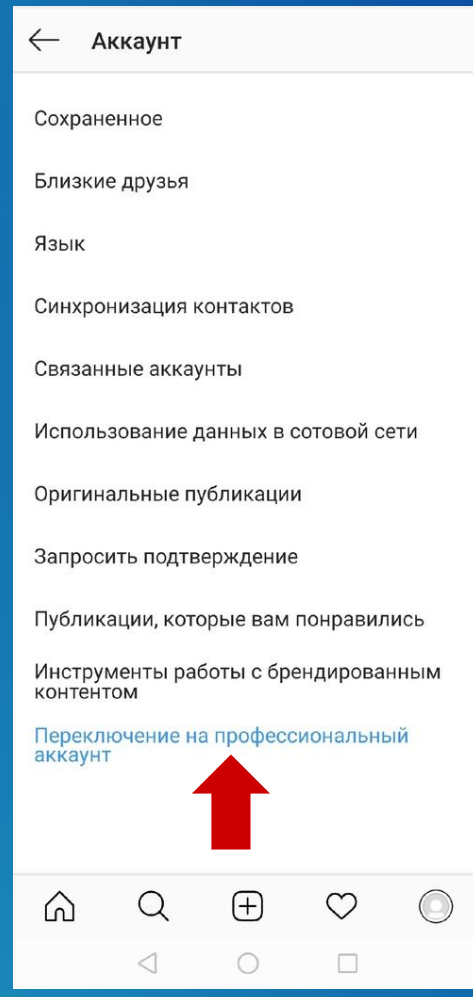 Аккаунт
Сохраненное
Близкие друзья
Язык
Синхронизация контактов
Связанные аккаунты
Использование данных в сотовой сети
Оригинальные публикации
Запросить подтверждение
Публикации, которые вам понравились
Инструменты работы с брендированным
контентом
Переключение на профессиональный
аккаунт